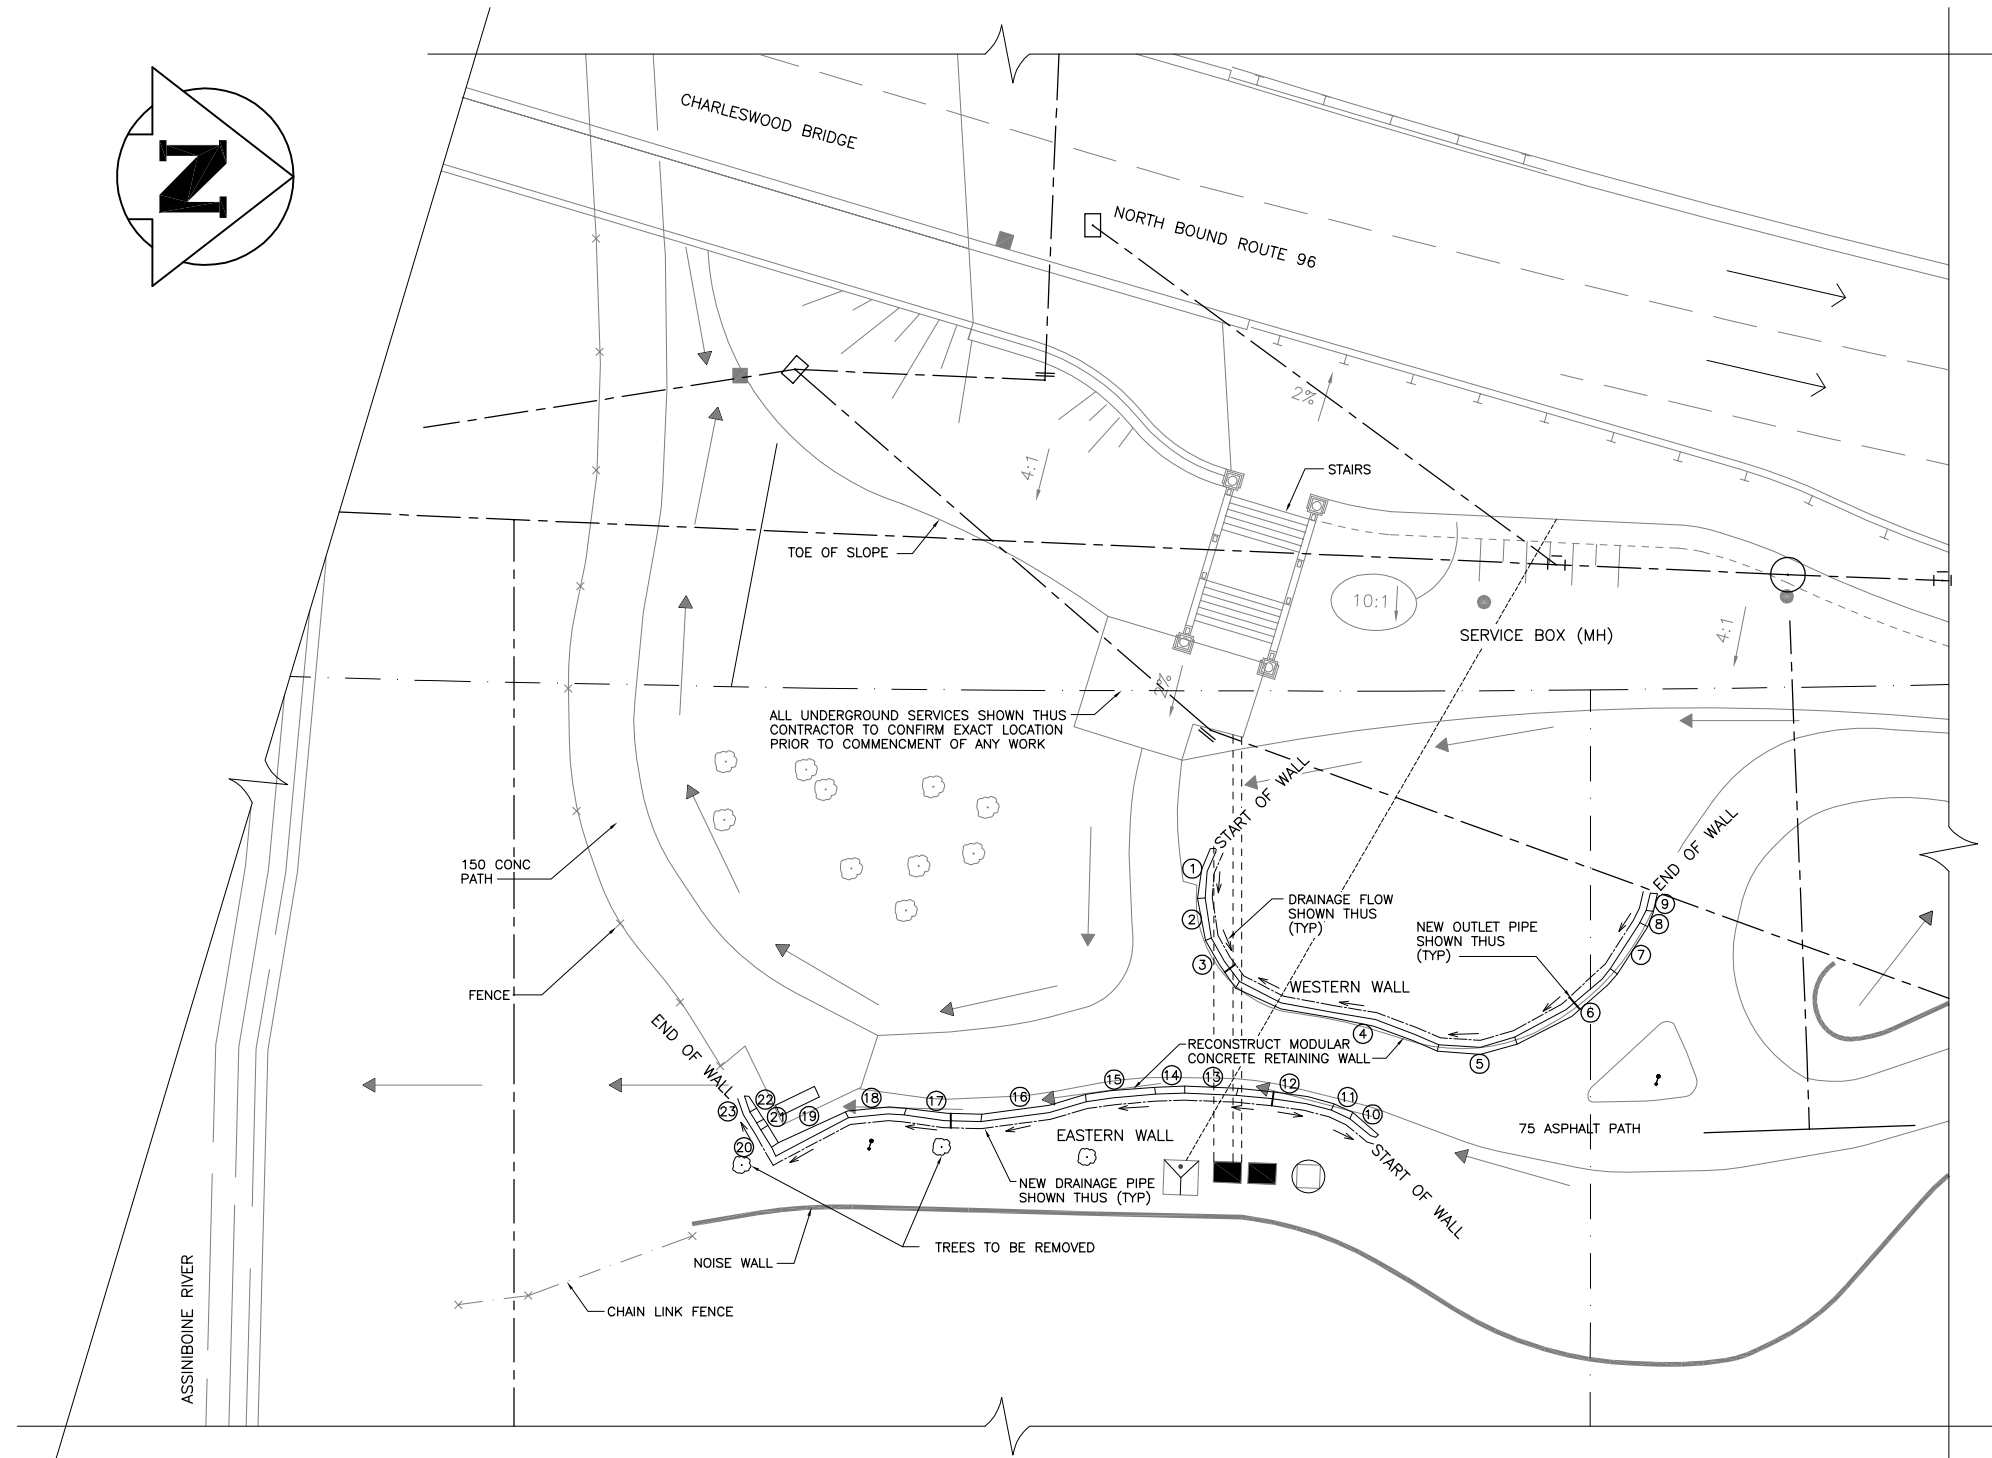 N
CHARLESWOOD BRIDGE
NORTH BOUND ROUTE 96
2%
STAIRS
4:1
TOE OF SLOPE
10:1
SERVICE BOX (MH)
4:1
2%
ALL UNDERGROUND SERVICES SHOWN THUS
CONTRACTOR TO CONFIRM EXACT LOCATION
PRIOR TO COMMENCMENT OF ANY WORK
START OF WALL
END OF WALL
150 CONC
PATH
1
DRAINAGE FLOW
SHOWN THUS
(TYP)
9
8
2
NEW OUTLET PIPE
SHOWN THUS
(TYP)
7
3
FENCE
WESTERN WALL
6
4
END OF WALL
RECONSTRUCT MODULAR
CONCRETE RETAINING WALL
5
15
14
13
12
16
11
22
18
17
10
23
21
19
75 ASPHALT PATH
EASTERN WALL
20
START OF WALL
NEW DRAINAGE PIPE
SHOWN THUS (TYP)
TREES TO BE REMOVED
NOISE WALL
CHAIN LINK FENCE
ASSINIBOINE RIVER